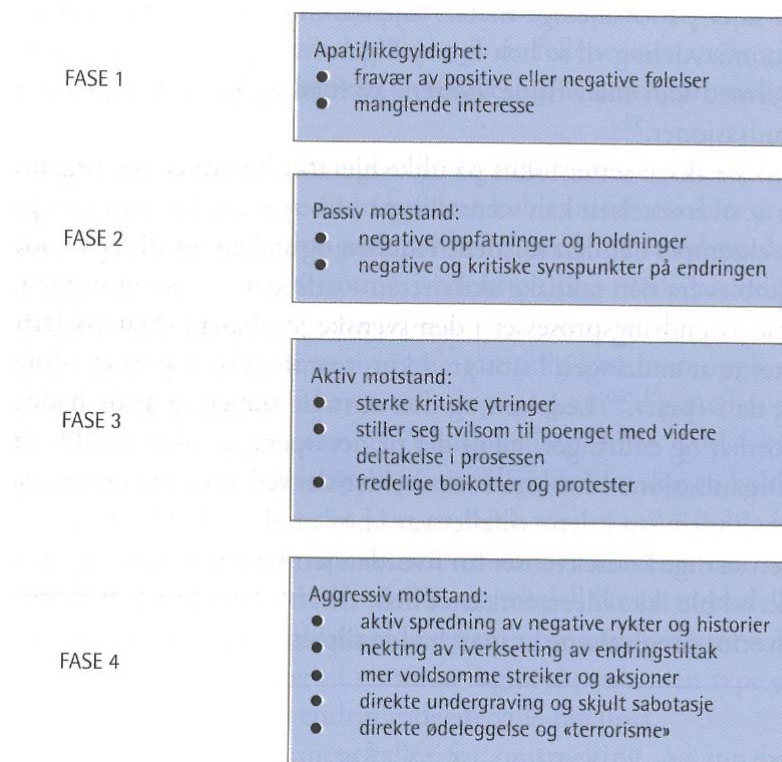 FASE 1
Apati/likegyldighet:
● fravær av positive eller negative følelser
● manglende interesse
FASE 2
Passiv motstand:
● negative oppfatninger og holdninger
● negative og kritiske synspunkter på endringen
FASE 3
Aktiv motstand:
● sterke kritiske ytringer
● stiller seg tvilsom til poenget med videre
deltakelse i prosessen
● fredelige boikotter og protester
FASE 4
Aggressiv motstand:
● aktiv spredning av negative rykter og historier
● nekting av iverksetting av endringstiltak
● mer voldsomme streiker og aksjoner
● direkte undergraving og skjult sabotasje
● direkte ødeleggelse og «terrorisme»